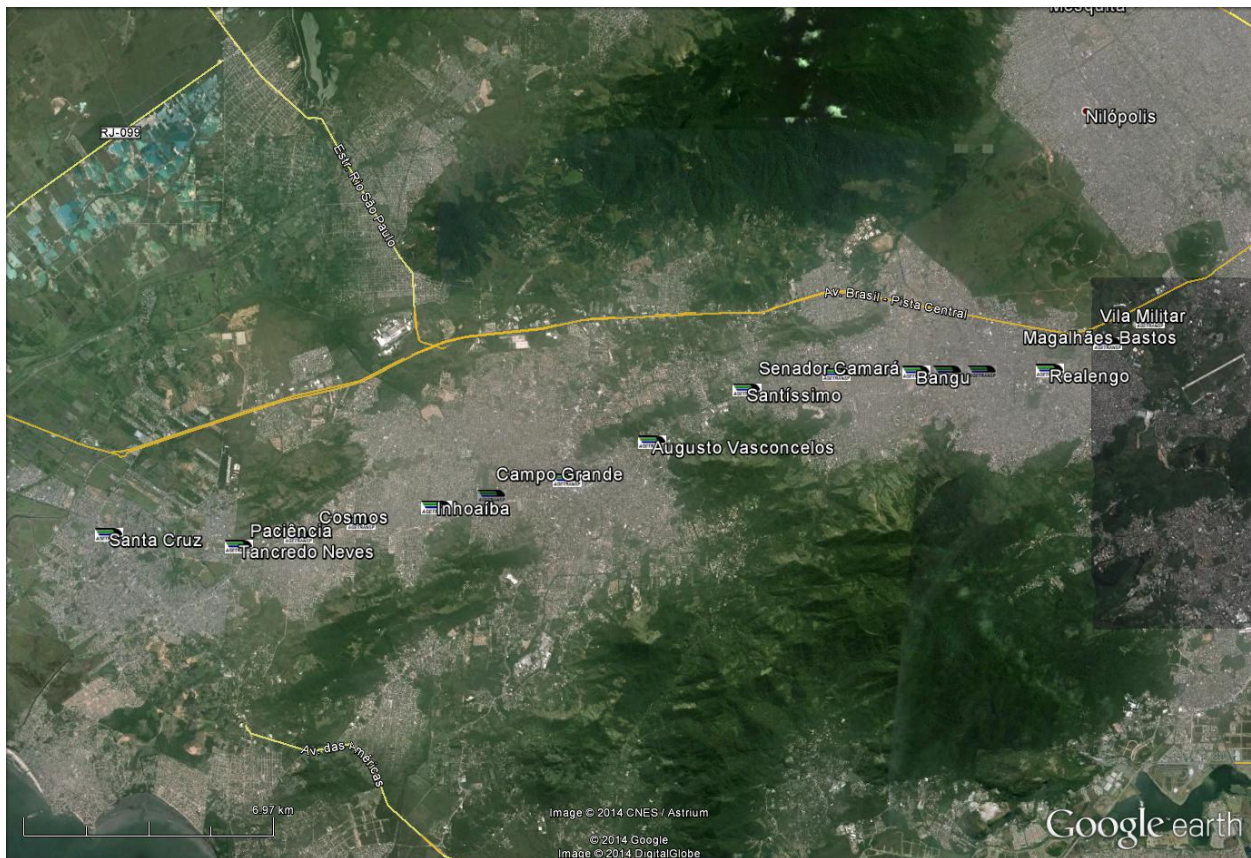 Mesquita
Nilópolis
RJ-099
Estr. Rio São Paulo
Av. Brasil - Pista Central
Vila Militar
Magalhães Bastos
Senador Camará
Bangu
Realengo
Santíssimo
Augusto Vasconcelos
Campo Grande
Inhoaíba
Cosmos
Paciência
Santa Cruz
Tancredo Neves
Av. das Américas
6.97 km
Image © 2014 CNES / Astrium
© 2014 Google
Image © 2014 DigitalGlobe
Google earth